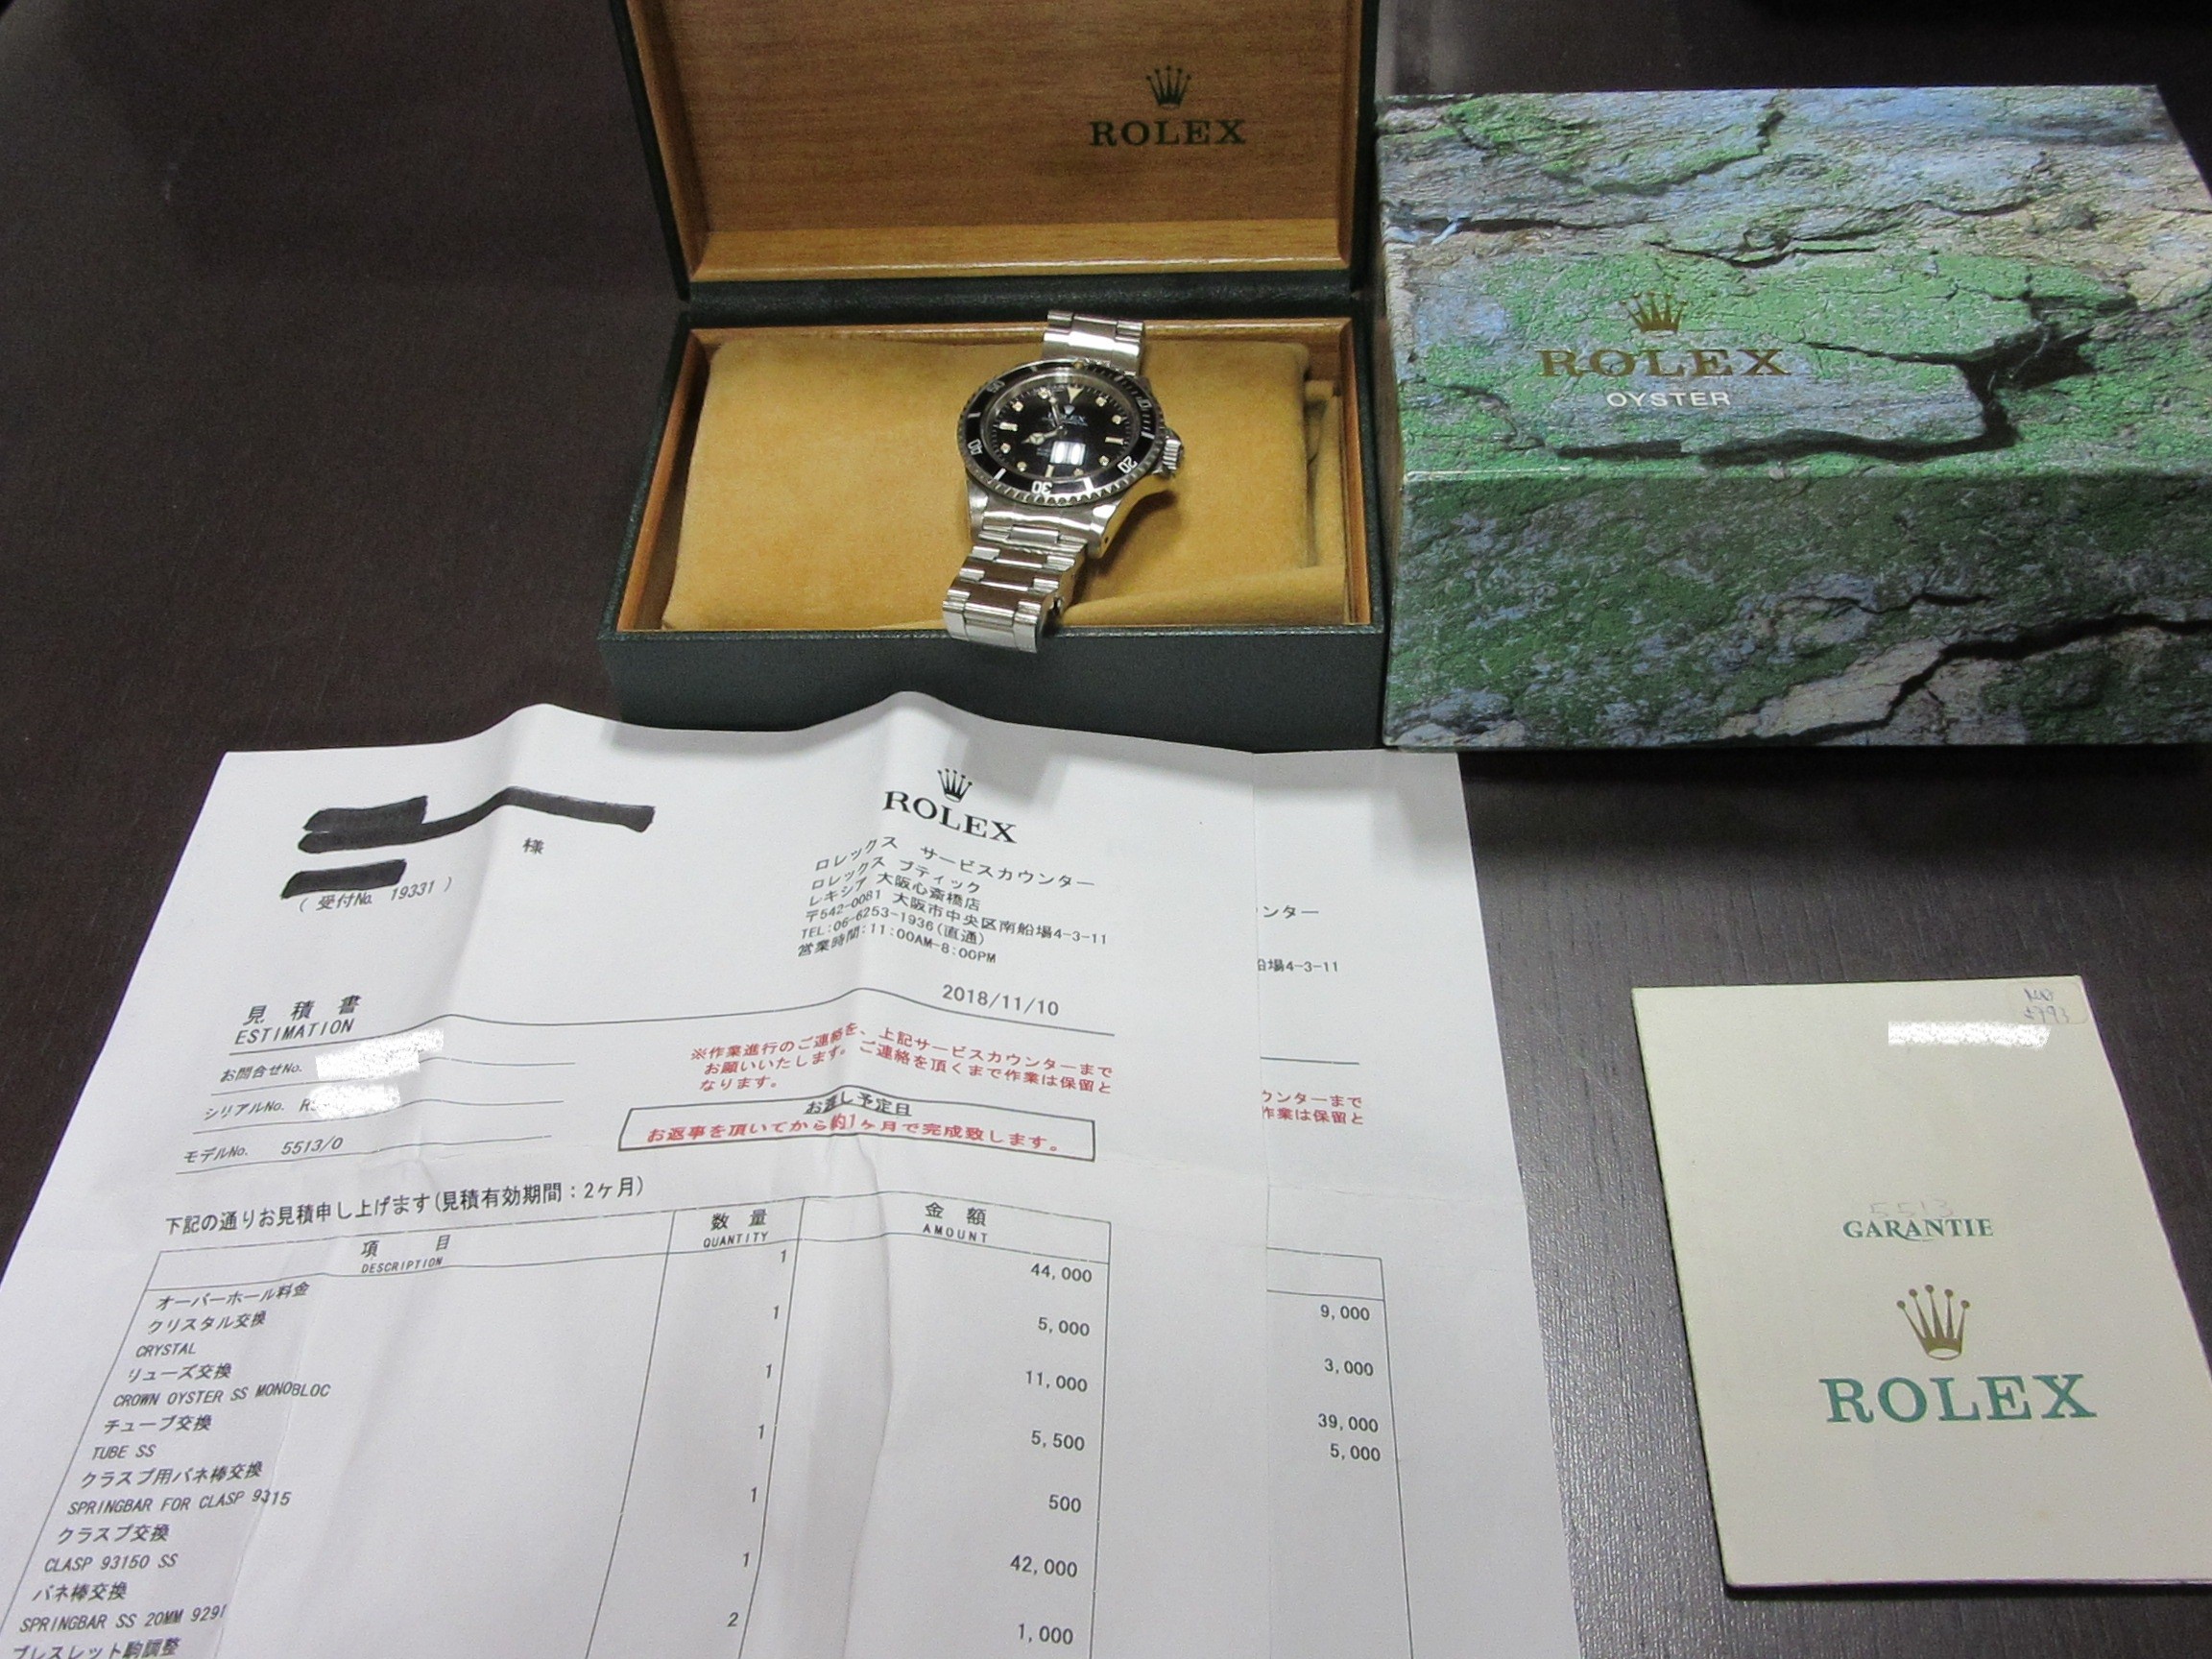 ROLEX
ROLEX
OYSTER
ROLEX
20
30
40
様
(受付No. 19331)
ROLEX
ロレックス サービスカウンター
ロレックス ブティック
レキシア 大阪心斎橋店
〒542-0081 大阪市中央区南船場4-3-11
TEL:06-6253-1936(直通)
営業時間:11:00AM-8:00PM
2018/11/10
見積書
ESTIMATION
お問合せNo.
シリアルNo. R
モデルNo. 5513/0
※作業進行のご連絡を、上記サービスカウンターまで
お願いいたします。ご連絡を頂くまで作業は保留と
なります。
お渡し予定日
お返事を頂いてから約1ヶ月で完成致します。
下記の通りお見積申し上げます(見積有効期間:2ヶ月)
項目 数量 金額
DESCRIPTION QUANTITY AMOUNT
オーバーホール料金 1 44,000
クリスタル交換 1 5,000
CRYSTAL
リューズ交換 1 11,000
CROWN OYSTER SS MONOBLOC
チューブ交換 1 5,500
TUBE SS
クラスプ用バネ棒交換 1 500
SPRINGBAR FOR CLASP 9315
クラスプ交換 1 42,000
CLASP 93150 SS
バネ棒交換 2 1,000
SPRINGBAR SS 20MM 9291
ブレスレット駒調整
ンター
船場4-3-11
ウンターまで
作業は保留と
9,000
3,000
39,000
5,000
5513
GARANTIE
ROLEX